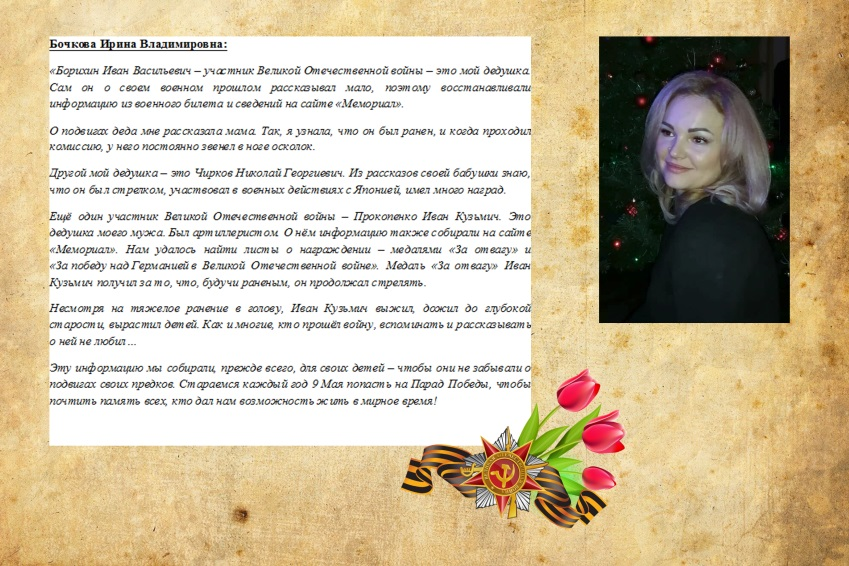 Бочкова Ирина Владимировна:
«Борихин Иван Васильевич – участник Великой Отечественной войны – это мой дедушка.
Сам он о своем военном прошлом рассказывал мало, поэтому восстанавливали
информацию из военного билета и сведений на сайте «Мемориал».
О подвигах деда мне рассказала мама. Так, я узнала, что он был ранен, и когда проходил
комиссию, у него постоянно звенел в ноге осколок.
Другой мой дедушка – это Чирков Николай Георгиевич. Из рассказов своей бабушки знаю,
что он был стрелком, участвовал в военных действиях с Японией, имел много наград.
Ещё один участник Великой Отечественной войны – Прокопенко Иван Кузьмич. Это
дедушка моего мужа. Был артиллеристом. О нём информацию также собирали на сайте
«Мемориал». Нам удалось найти листы о награждении – медалями «За отвагу» и
«За победу над Германией в Великой Отечественной войне». Медаль «За отвагу» Иван
Кузьмич получил за то, что, будучи раненым, он продолжал стрелять.
Несмотря на тяжелое ранение в голову, Иван Кузьмич выжил, дожил до глубокой
старости, вырастил детей. Как и многие, кто прошёл войну, вспоминать и рассказывать
о ней не любил…
Эту информацию мы собирали, прежде всего, для своих детей – чтобы они не забывали о
подвигах своих предков. Стараемся каждый год 9 Мая попасть на Парад Победы, чтобы
почтить память всех, кто дал нам возможность жить в мирное время!